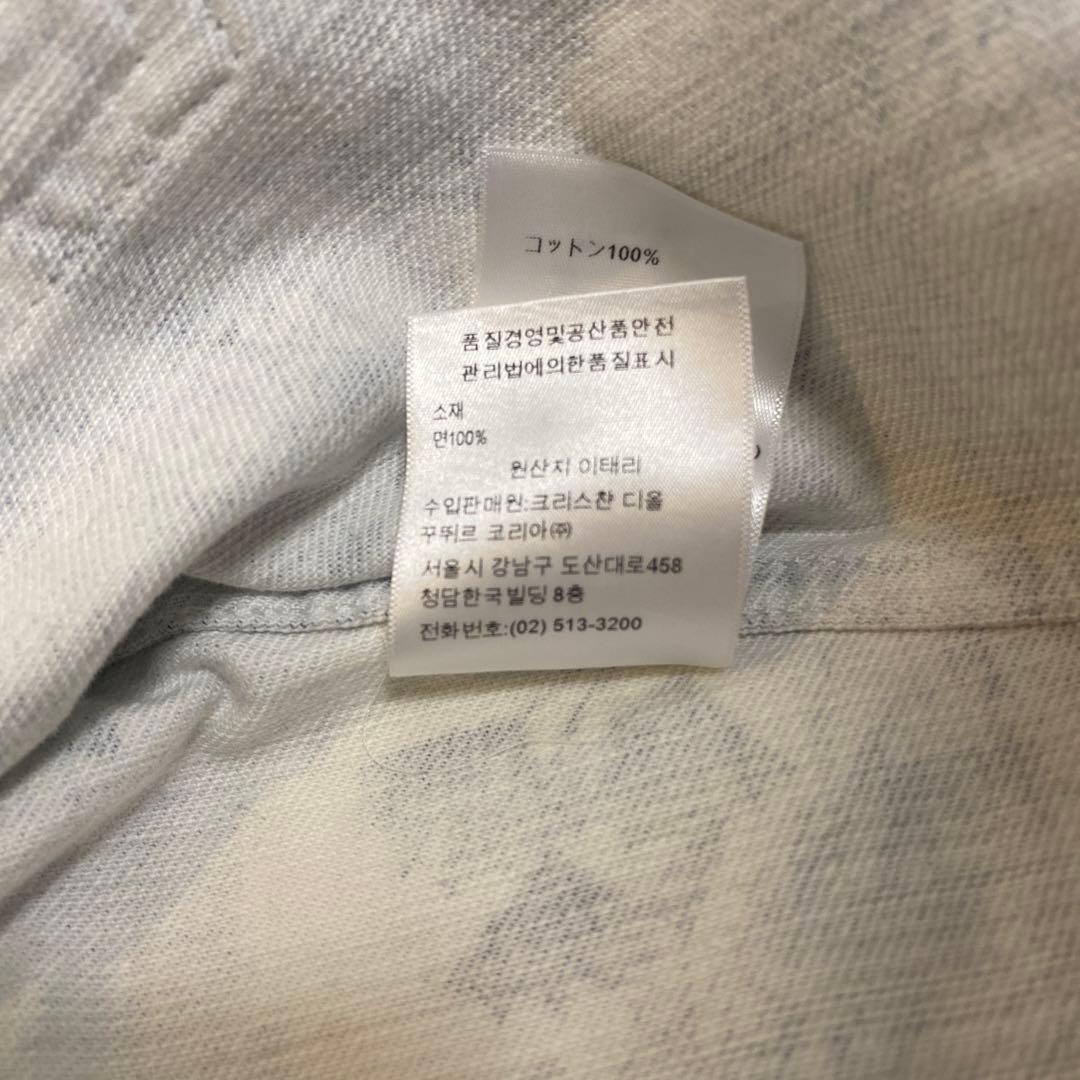 コットン100%
품질경영및공산품안전
관리법에의한품질표시
소재
면100%
원산지 이태리
수입판매원:크리스찬 디올
꾸뛰르 코리아㈜
서울시 강남구 도산대로458
청담한국빌딩 8층
전화번호:(02) 513-3200